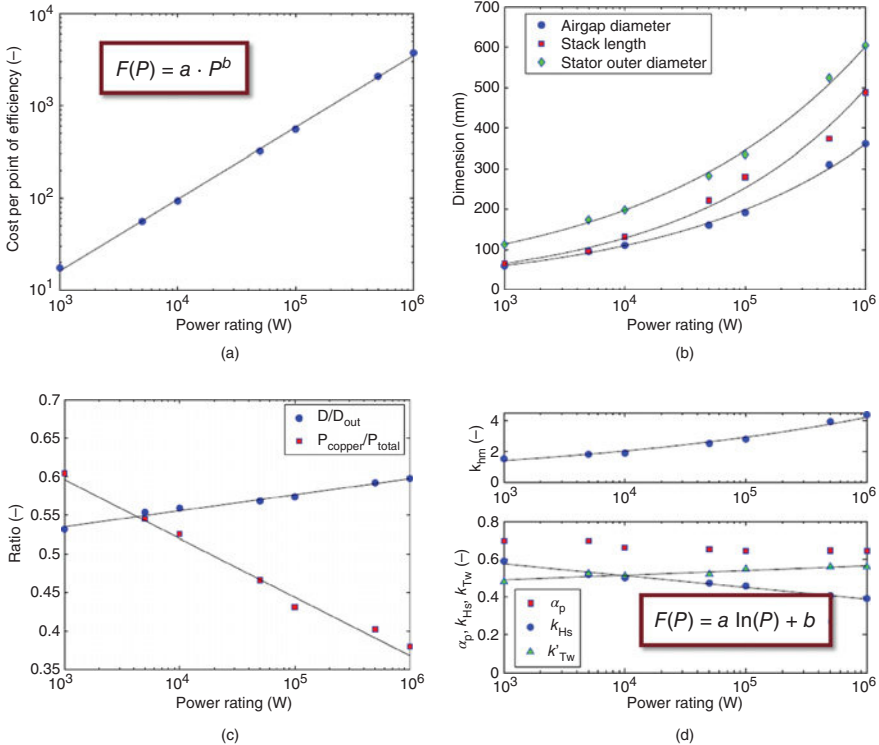 10^4
10^3
10^2
10^1
Cost per point of efficiency (–)
F(P) = a · P^b
10^3 10^4 10^5 10^6
Power rating (W)
(a)
700
600
500
400
300
200
100
0
Dimension (mm)
Airgap diameter
Stack length
Stator outer diameter
10^3 10^4 10^5 10^6
Power rating (W)
(b)
0.7
0.65
0.6
0.55
0.5
0.45
0.4
0.35
Ratio (–)
D/D_out
P_copper/P_total
10^3 10^4 10^5 10^6
Power rating (W)
(c)
4
2
0
k_hm (–)
10^3 10^4 10^5 10^6
0.8
0.6
0.4
0.2
0
α_p, k_Hs, k_Tw (–)
α_p
k_Hs
k'_Tw
F(P) = a ln(P) + b
10^3 10^4 10^5 10^6
Power rating (W)
(d)